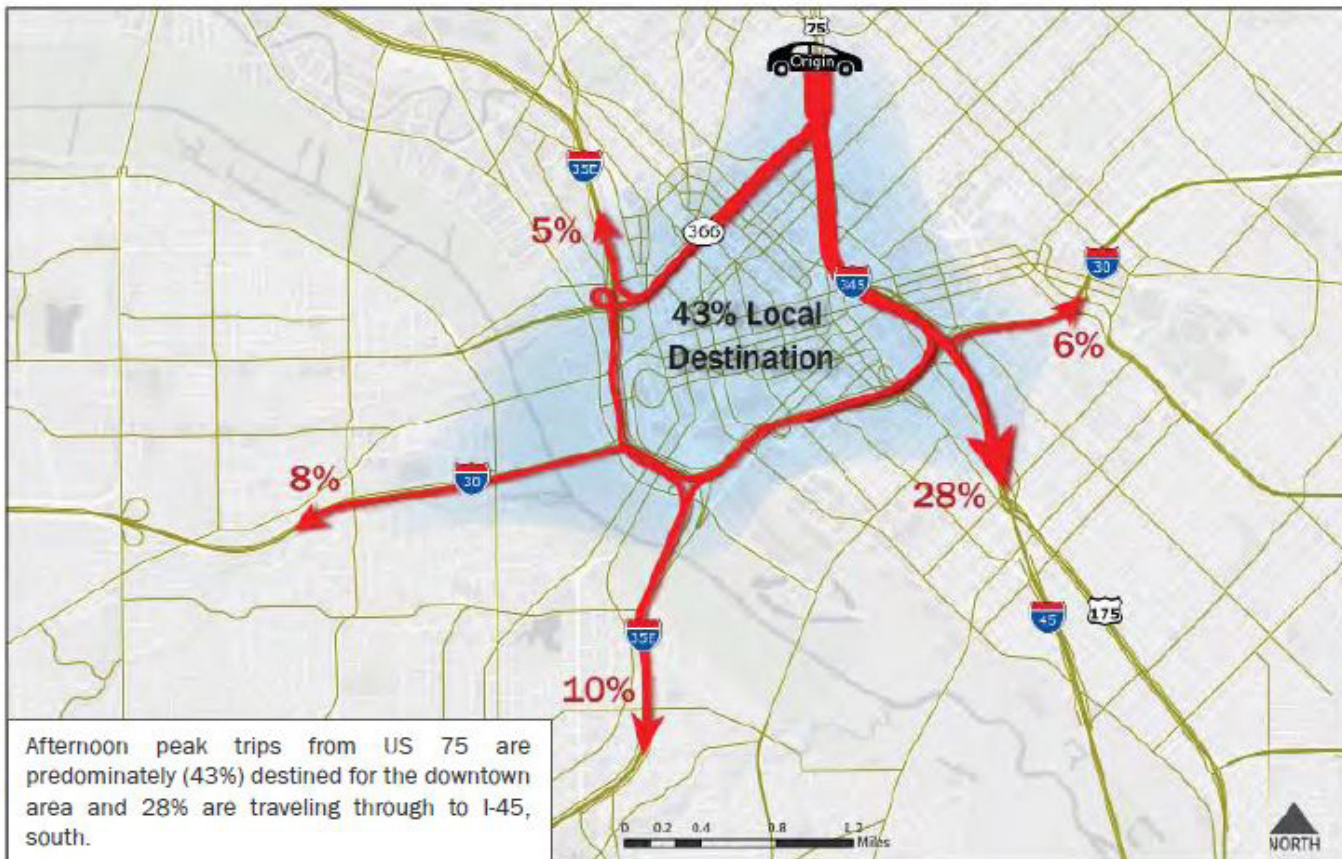 75
Origin
35E
5%
366
30
345
43% Local
Destination
6%
8%
30
28%
35E
45
175
10%
Afternoon peak trips from US 75 are
predominately (43%) destined for the downtown
area and 28% are traveling through to I-45,
south.
0 0.2 0.4 0.8 1.2
Miles
NORTH